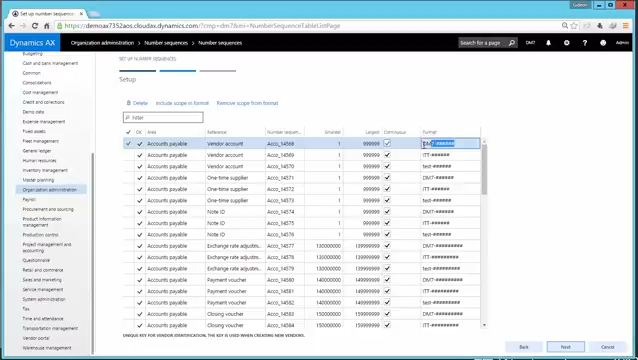 Set up number sequences
https://demoax7352aos.cloudax.dynamics.com/?cmp=dm7&mi=NumberSequenceTableListPage
Dynamics AX
Organization administration > Number sequences > Number sequences
Search for a page
DM7
Admin
Budgeting
Cash and bank management
Common
Consolidations
Cost management
Credit and collections
Demo data
Expense management
Fixed assets
Fleet management
General ledger
Human resources
Inventory management
Master planning
Organization administration
Payroll
Procurement and sourcing
Product information management
Production control
Project management and accounting
Questionnaire
Retail and commerce
Sales and marketing
Service management
System administration
Tax
Time and attendance
Transportation management
Vendor portal
Warehouse management
SET UP NUMBER SEQUENCES
Setup
Delete Include scope in format Remove scope from format
Filter
OK Area Reference Number sequen... Smallest Largest Continuous Format
Accounts payable Vendor account Acco_14569 1 999999 DM7-######
Accounts payable Vendor account Acco_14569 1 999999 ITT-######
Accounts payable Vendor account Acco_14570 1 999999 test-######
Accounts payable One-time supplier Acco_14571 1 999999 DM7-######
Accounts payable One-time supplier Acco_14572 1 999999 ITT-######
Accounts payable One-time supplier Acco_14573 1 999999 test-######
Accounts payable Note ID Acco_14574 1 999999 DM7-######
Accounts payable Note ID Acco_14575 1 999999 ITT-######
Accounts payable Note ID Acco_14576 1 999999 test-######
Accounts payable Exchange rate adjustm... Acco_14577 130000000 139999999 DM7-#########
Accounts payable Exchange rate adjustm... Acco_14578 130000000 139999999 ITT-#########
Accounts payable Exchange rate adjustm... Acco_14579 130000000 139999999 test-#########
Accounts payable Payment voucher Acco_14580 140000000 149999999 DM7-#########
Accounts payable Payment voucher Acco_14581 140000000 149999999 ITT-#########
Accounts payable Payment voucher Acco_14582 140000000 149999999 test-#########
Accounts payable Closing voucher Acco_14583 150000000 159999999 DM7-#########
Accounts payable Closing voucher Acco_14584 150000000 159999999 ITT-#########
UNIQUE KEY FOR VENDOR IDENTIFICATION. THE KEY IS USED WHEN CREATING NEW VENDORS.
Back Next Cancel